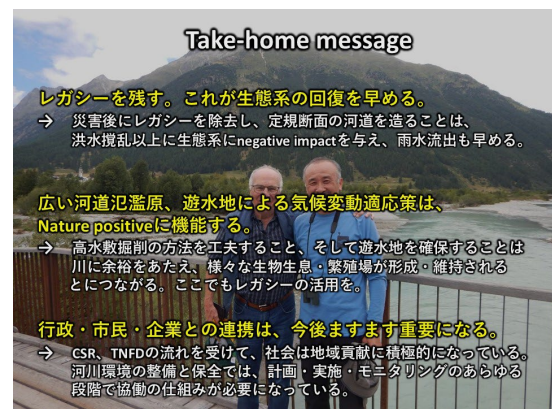 Take-home message
レガシーを残す。これが生態系の回復を早める。
→ 災害後にレガシーを除去し、定規断面の河道を造ることは、
洪水撹乱以上に生態系にnegative impactを与え、雨水流出も早める。
広い河道氾濫原、遊水地による気候変動適応策は、
Nature positiveに機能する。
→ 高水敷掘削の方法を工夫すること、そして遊水地を確保することは
川に余裕をあたえ、様々な生物生息・繁殖場が形成・維持される
とにつながる。ここでもレガシーの活用を。
行政・市民・企業との連携は、今後ますます重要になる。
→ CSR、TNFDの流れを受けて、社会は地域貢献に積極的になっている。
河川環境の整備と保全では、計画・実施・モニタリングのあらゆる
段階で協働の仕組みが必要になっている。